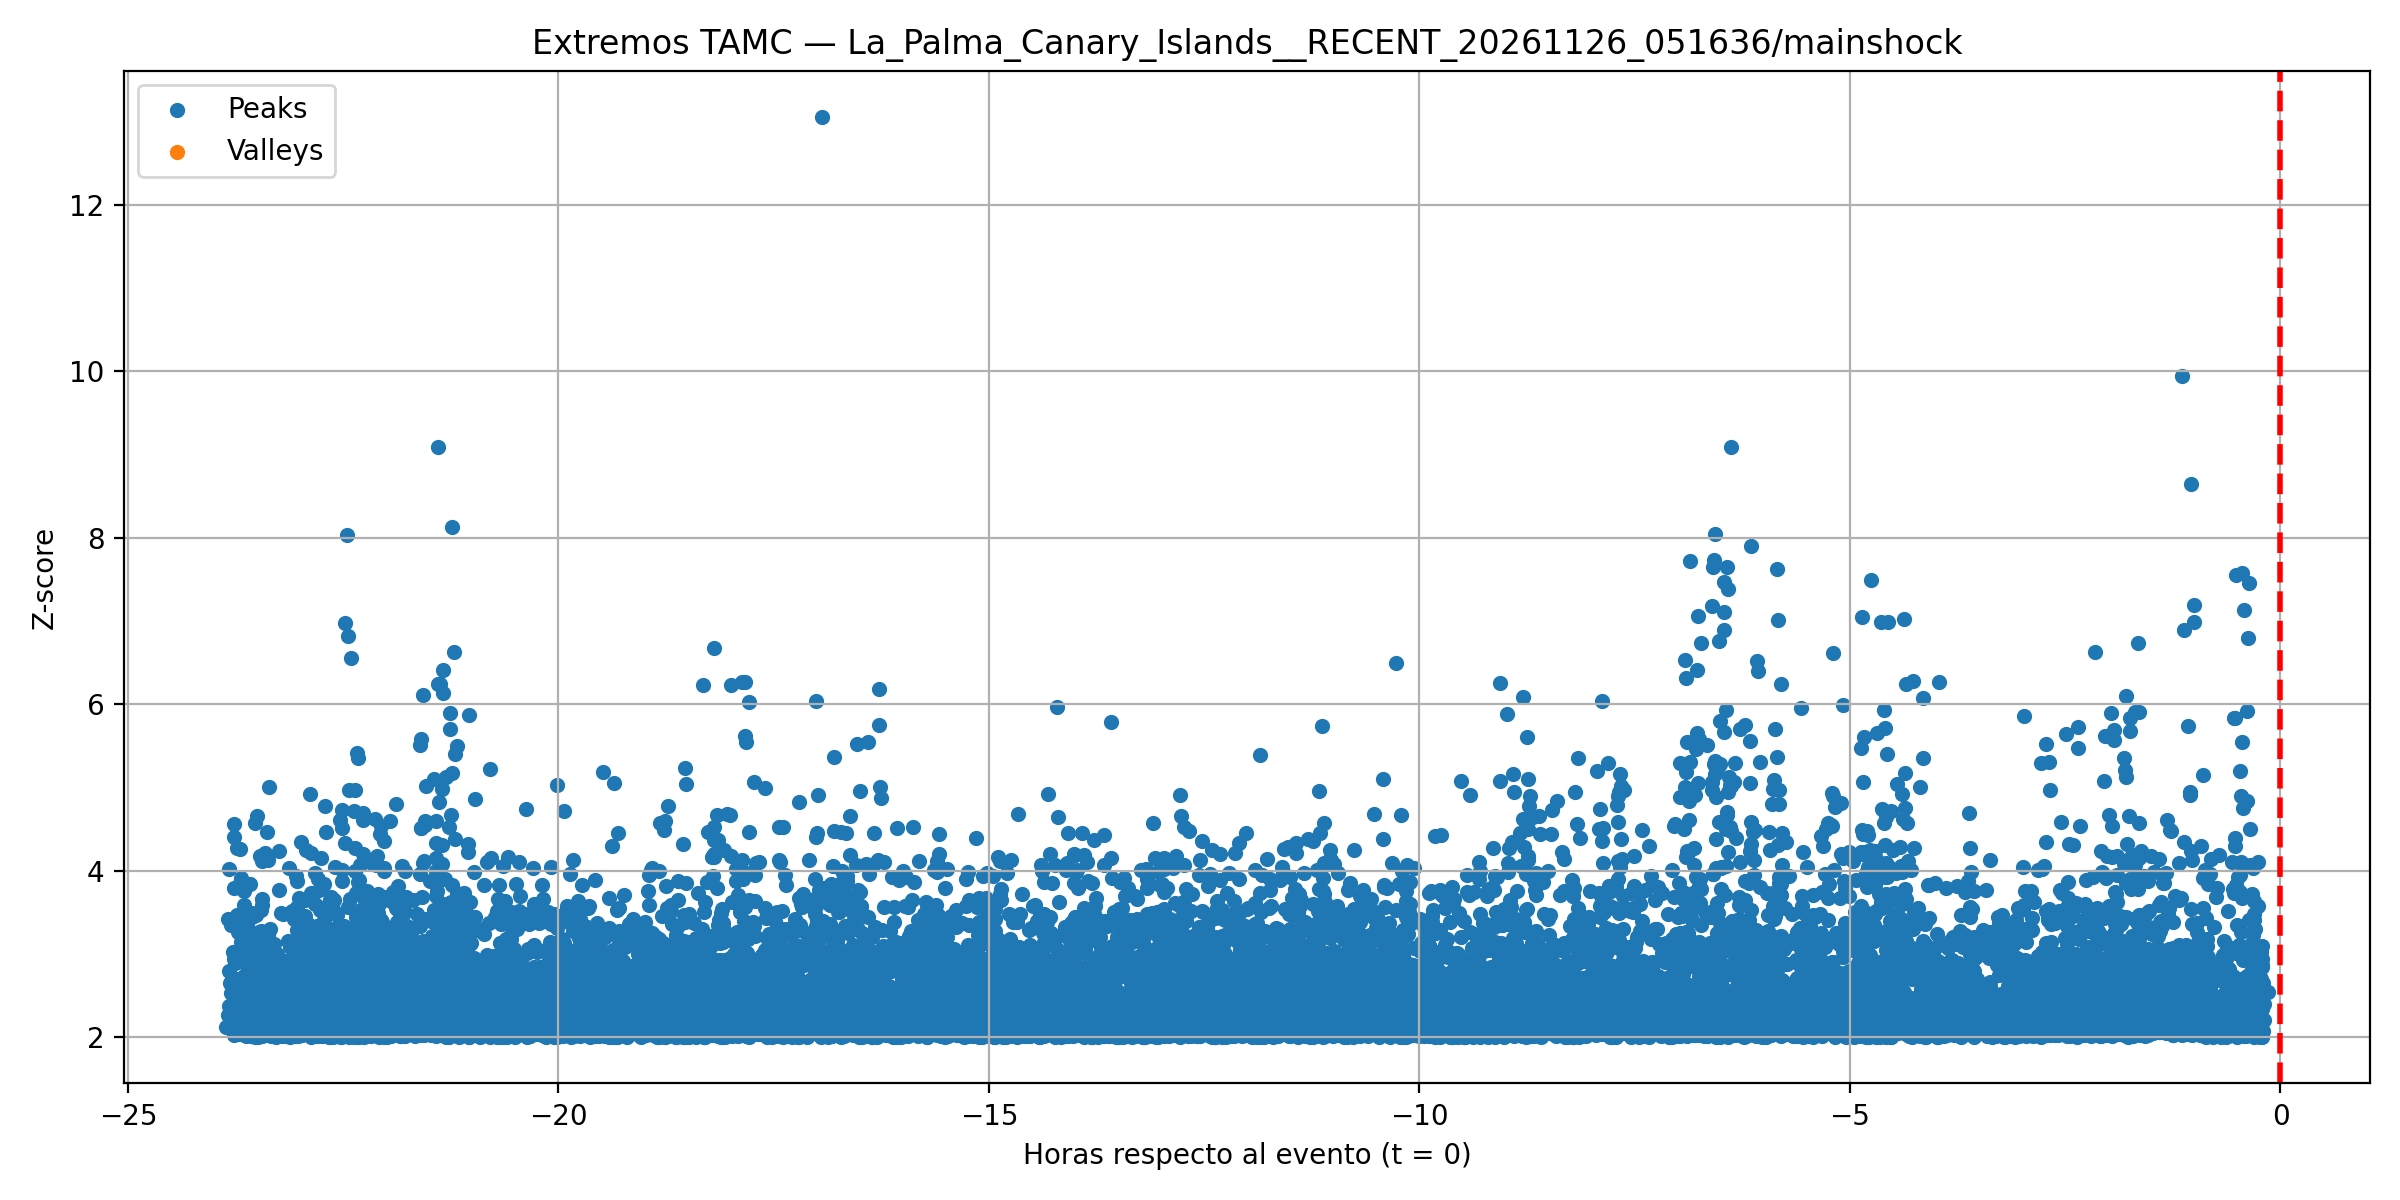 Extremos TAMC — La_Palma_Canary_Islands__RECENT_20261126_051636/mainshock
Peaks
Valleys
12
10
8
6
4
2
Z-score
−25
−20
−15
−10
−5
0
Horas respecto al evento (t = 0)